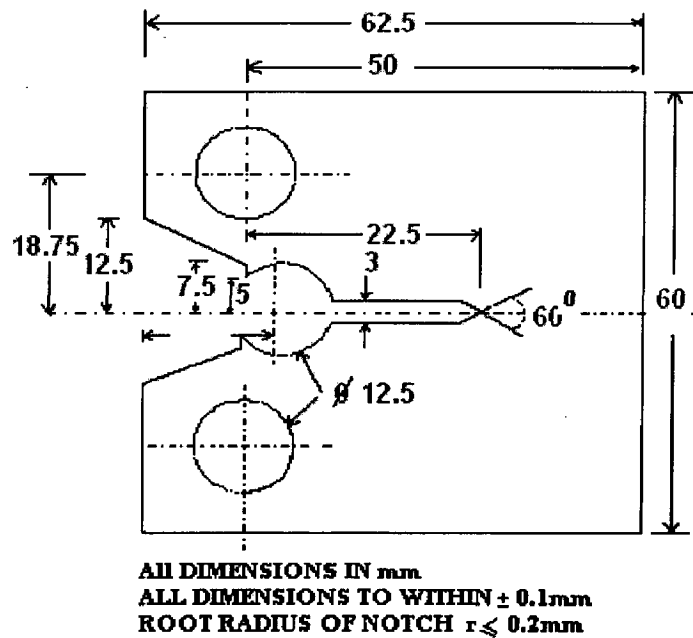 62.5
50
18.75
12.5
22.5
3
7.5
5
60
60⁰
Ø 12.5
All DIMENSIONS IN mm
ALL DIMENSIONS TO WITHIN ± 0.1mm
ROOT RADIUS OF NOTCH r ⩽ 0.2mm